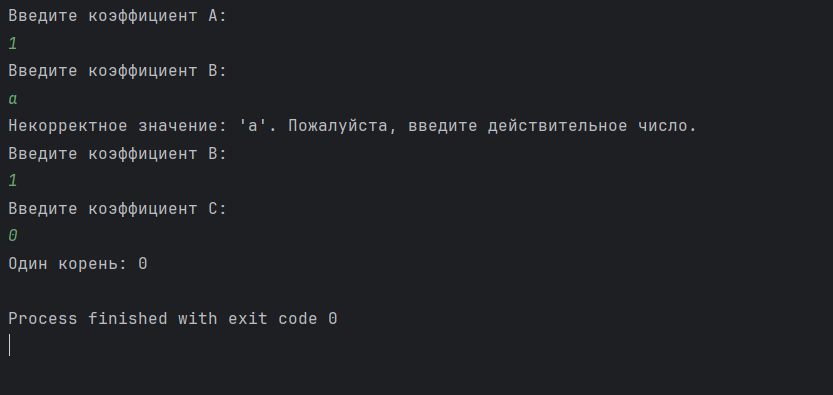 Введите коэффициент A:
1
Введите коэффициент B:
a
Некорректное значение: 'a'. Пожалуйста, введите действительное число.
Введите коэффициент B:
1
Введите коэффициент C:
0
Один корень: 0
Process finished with exit code 0